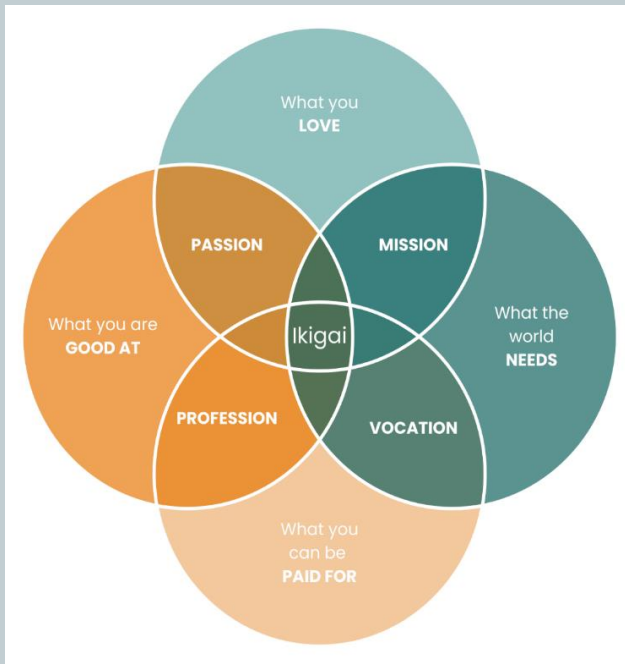 What you
LOVE
PASSION
MISSION
What you are
GOOD AT
Ikigai
What the
world
NEEDS
PROFESSION
VOCATION
What you
can be
PAID FOR